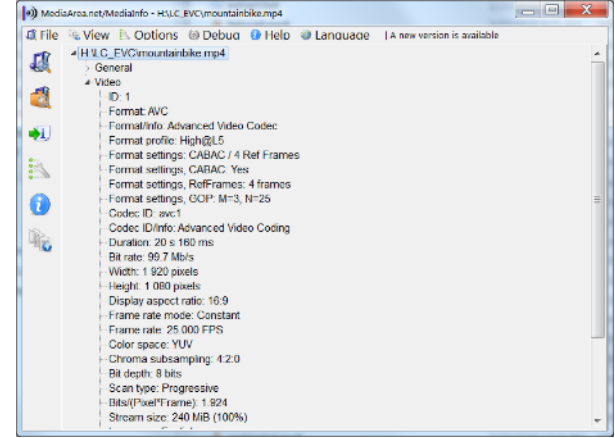 MediaArea.net/MediaInfo - H:\LC_EVC\mountainbike.mp4
File View Options Debug Help Language | A new version is available
H:\LC_EVC\mountainbike.mp4
General
Video
ID: 1
Format: AVC
Format/Info: Advanced Video Codec
Format profile: High@L5
Format settings: CABAC / 4 Ref Frames
Format settings, CABAC: Yes
Format settings, RefFrames: 4 frames
Format settings, GOP: M=3, N=25
Codec ID: avc1
Codec ID/Info: Advanced Video Coding
Duration: 20 s 160 ms
Bit rate: 99.7 Mb/s
Width: 1 920 pixels
Height: 1 080 pixels
Display aspect ratio: 16:9
Frame rate mode: Constant
Frame rate: 25.000 FPS
Color space: YUV
Chroma subsampling: 4:2:0
Bit depth: 8 bits
Scan type: Progressive
Bits/(Pixel*Frame): 1.924
Stream size: 240 MiB (100%)